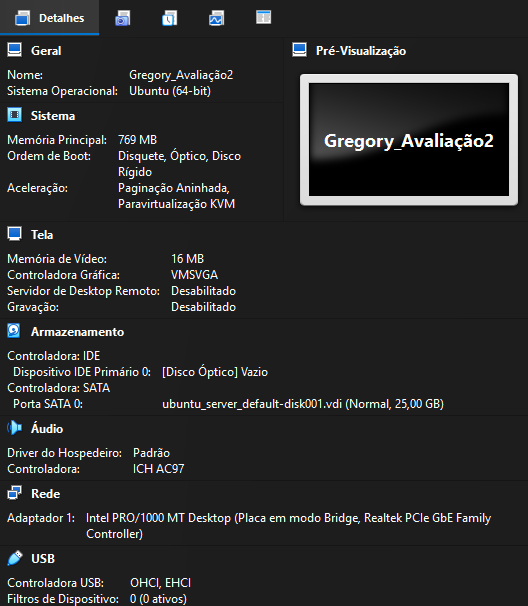 Detalhes
Geral
Nome: Gregory_Avaliação2
Sistema Operacional: Ubuntu (64-bit)
Pré-Visualização
Gregory_Avaliação2
Sistema
Memória Principal: 769 MB
Ordem de Boot: Disquete, Óptico, Disco
Rígido
Aceleração: Paginação Aninhada,
Paravirtualização KVM
Tela
Memória de Vídeo: 16 MB
Controladora Gráfica: VMSVGA
Servidor de Desktop Remoto: Desabilitado
Gravação: Desabilitado
Armazenamento
Controladora: IDE
Dispositivo IDE Primário 0: [Disco Óptico] Vazio
Controladora: SATA
Porta SATA 0: ubuntu_server_default-disk001.vdi (Normal, 25,00 GB)
Áudio
Driver do Hospedeiro: Padrão
Controladora: ICH AC97
Rede
Adaptador 1: Intel PRO/1000 MT Desktop (Placa em modo Bridge, Realtek PCIe GbE Family
Controller)
USB
Controladora USB: OHCI, EHCI
Filtros de Dispositivo: 0 (0 ativos)